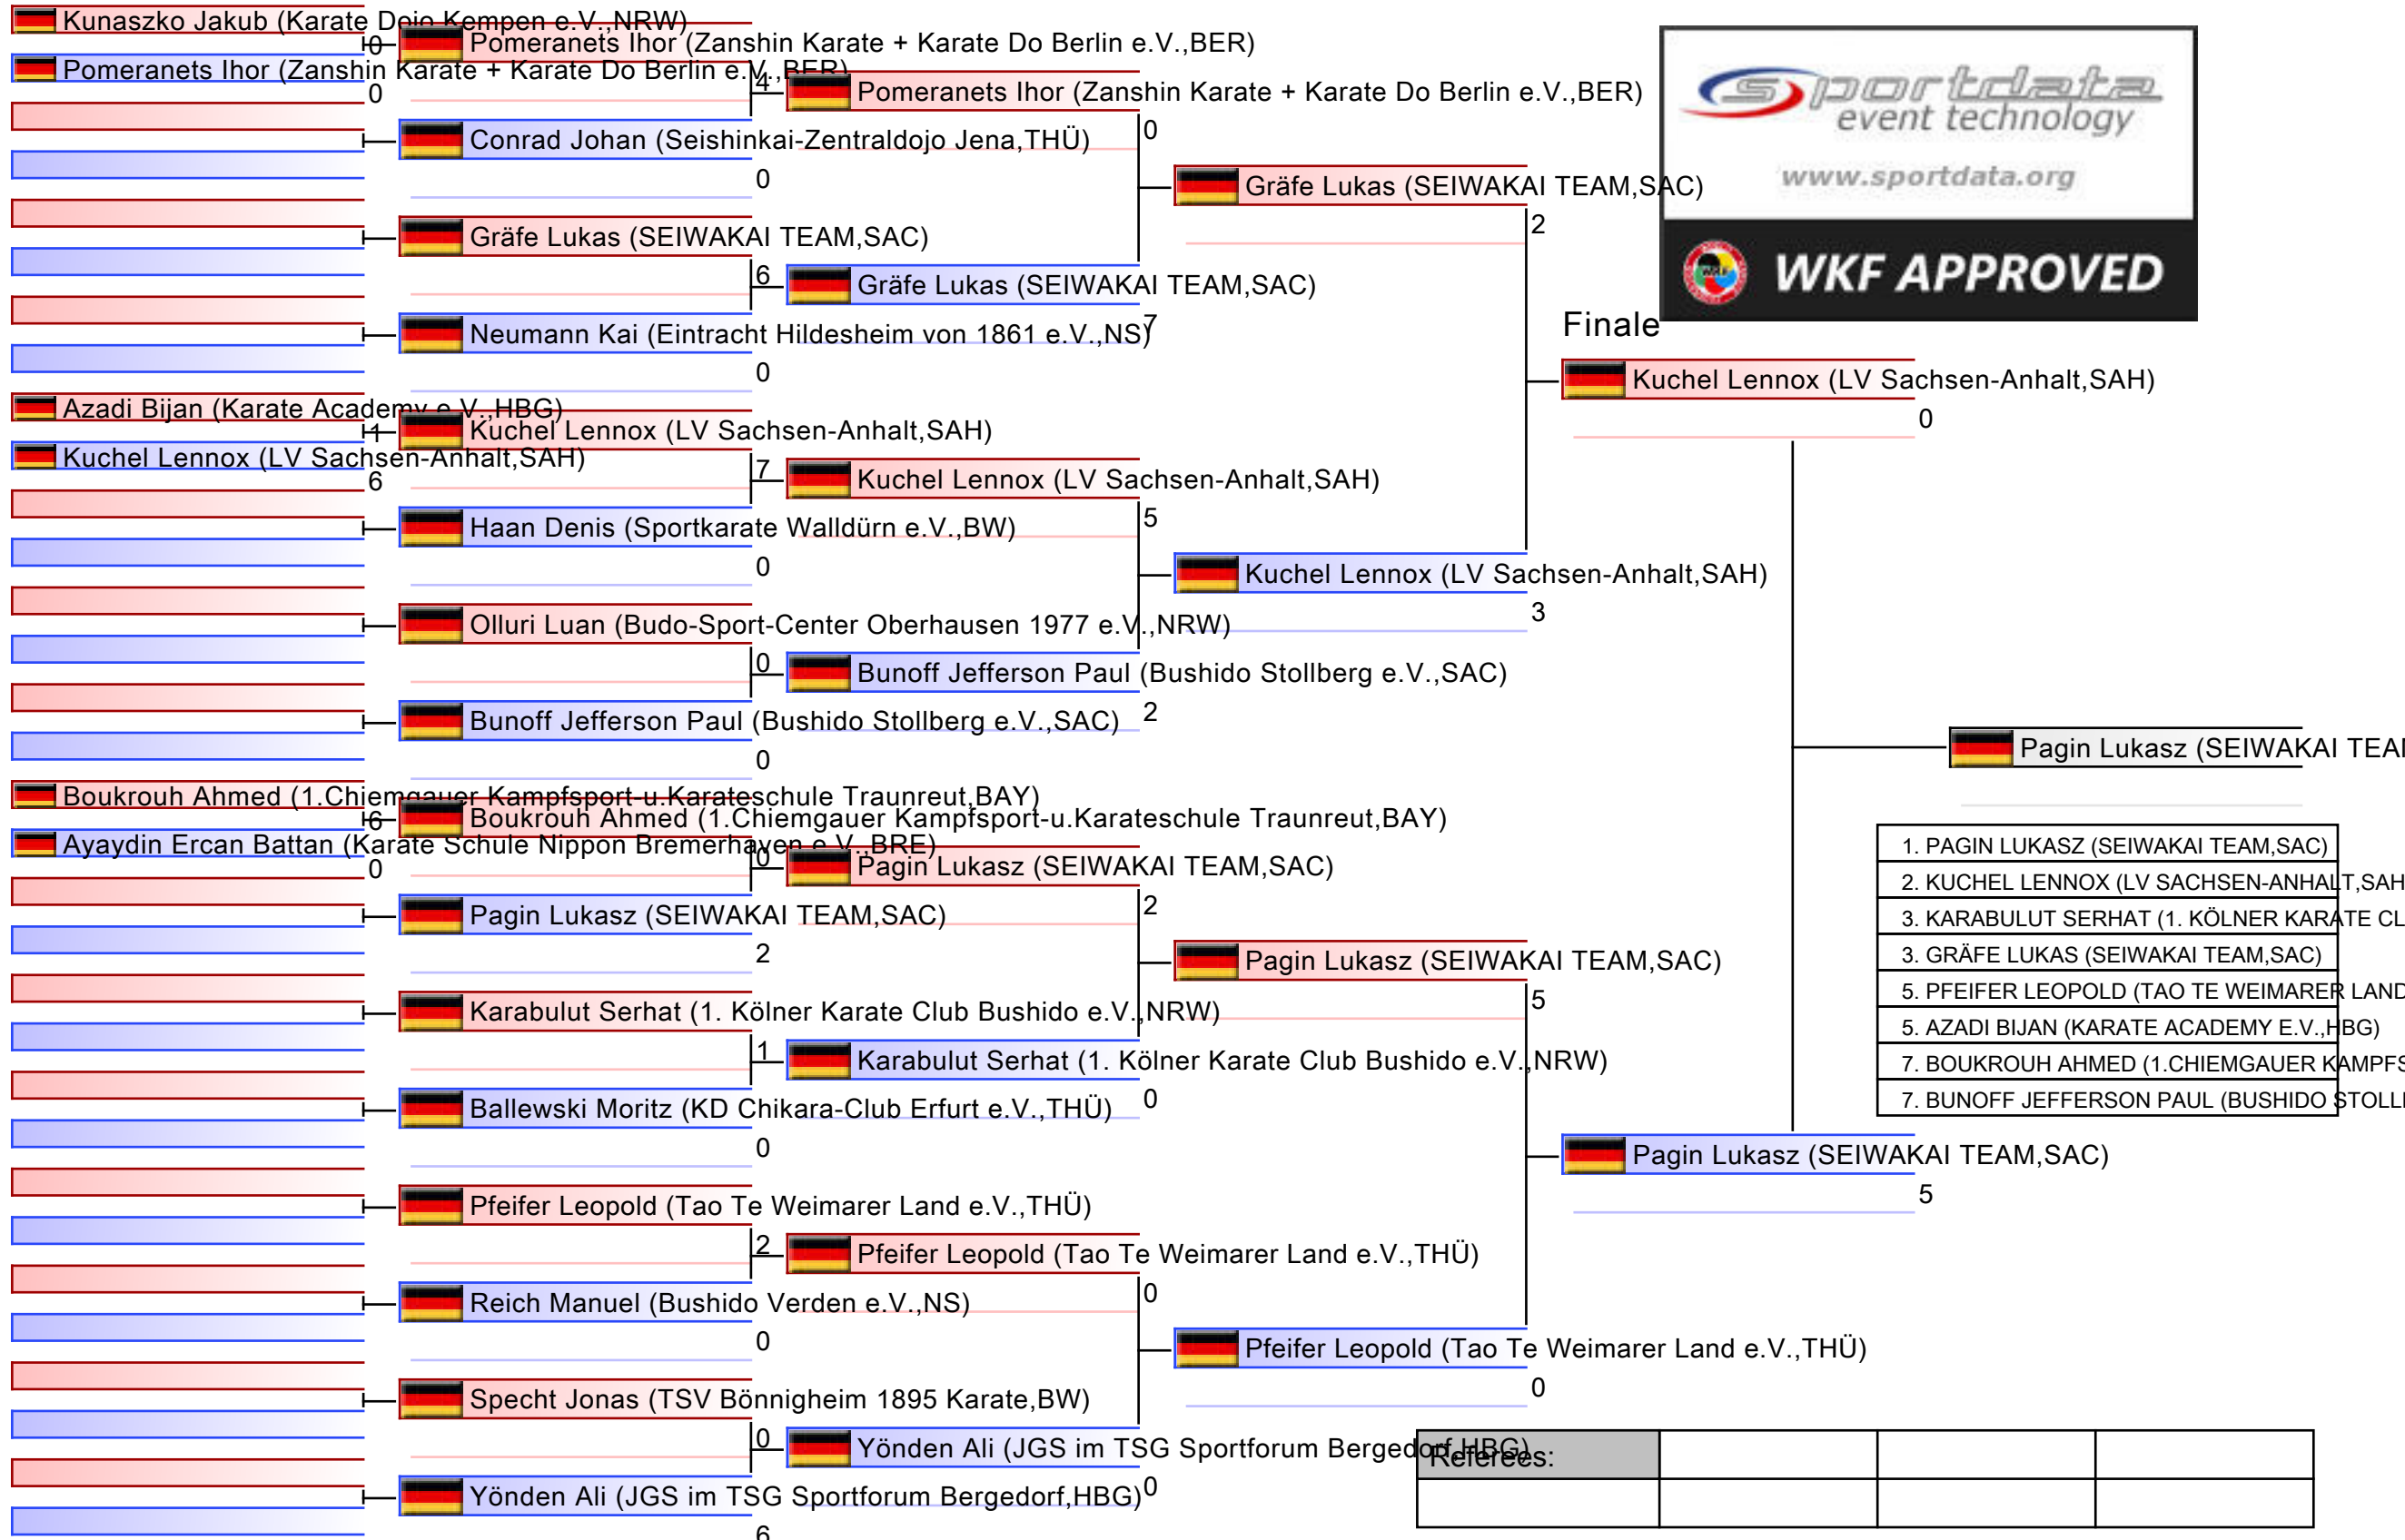 Kunaszko Jakub (Karate Dojo Kempen e.V.,NRW)
0
Pomeranets Ihor (Zanshin Karate + Karate Do Berlin e.V.,BER)
0
Azadi Bijan (Karate Academy e.V.,HBG)
1
Kuchel Lennox (LV Sachsen-Anhalt,SAH)
6
Boukrouh Ahmed (1.Chiemgauer Kampfsport-u.Karateschule Traunreut,BAY)
6
Ayaydin Ercan Battan (Karate Schule Nippon Bremerhaven e.V.,BRE)
0
Pomeranets Ihor (Zanshin Karate + Karate Do Berlin e.V.,BER)
4
Conrad Johan (Seishinkai-Zentraldojo Jena,THÜ)
0
Gräfe Lukas (SEIWAKAI TEAM,SAC)
6
Neumann Kai (Eintracht Hildesheim von 1861 e.V.,NS)
0
Kuchel Lennox (LV Sachsen-Anhalt,SAH)
7
Haan Denis (Sportkarate Walldürn e.V.,BW)
0
Olluri Luan (Budo-Sport-Center Oberhausen 1977 e.V.,NRW)
0
Bunoff Jefferson Paul (Bushido Stollberg e.V.,SAC)
0
Boukrouh Ahmed (1.Chiemgauer Kampfsport-u.Karateschule Traunreut,BAY)
0
Pagin Lukasz (SEIWAKAI TEAM,SAC)
2
Karabulut Serhat (1. Kölner Karate Club Bushido e.V.,NRW)
1
Ballewski Moritz (KD Chikara-Club Erfurt e.V.,THÜ)
0
Pfeifer Leopold (Tao Te Weimarer Land e.V.,THÜ)
2
Reich Manuel (Bushido Verden e.V.,NS)
0
Specht Jonas (TSV Bönnigheim 1895 Karate,BW)
0
Yönden Ali (JGS im TSG Sportforum Bergedorf,HBG)
6
Pomeranets Ihor (Zanshin Karate + Karate Do Berlin e.V.,BER)
0
Gräfe Lukas (SEIWAKAI TEAM,SAC)
7
Kuchel Lennox (LV Sachsen-Anhalt,SAH)
5
Bunoff Jefferson Paul (Bushido Stollberg e.V.,SAC)
2
Pagin Lukasz (SEIWAKAI TEAM,SAC)
2
Karabulut Serhat (1. Kölner Karate Club Bushido e.V.,NRW)
0
Pfeifer Leopold (Tao Te Weimarer Land e.V.,THÜ)
0
Yönden Ali (JGS im TSG Sportforum Bergedorf,HBG)
0
Gräfe Lukas (SEIWAKAI TEAM,SAC)
2
Kuchel Lennox (LV Sachsen-Anhalt,SAH)
3
Pagin Lukasz (SEIWAKAI TEAM,SAC)
5
Pfeifer Leopold (Tao Te Weimarer Land e.V.,THÜ)
0
sportdata
event technology
www.sportdata.org
WKF APPROVED
Finale
Kuchel Lennox (LV Sachsen-Anhalt,SAH)
0
Pagin Lukasz (SEIWAKAI TEAM,SAC)
5
Pagin Lukasz (SEIWAKAI
1. PAGIN LUKASZ (SEIWAKAI TEAM,SAC)
2. KUCHEL LENNOX (LV SACHSEN-ANHALT,SAH
3. KARABULUT SERHAT (1. KÖLNER KARATE CL
3. GRÄFE LUKAS (SEIWAKAI TEAM,SAC)
5. PFEIFER LEOPOLD (TAO TE WEIMARER LAND
5. AZADI BIJAN (KARATE ACADEMY E.V.,HBG)
7. BOUKROUH AHMED (1.CHIEMGAUER KAMPFS
7. BUNOFF JEFFERSON PAUL (BUSHIDO STOLL
Referees: